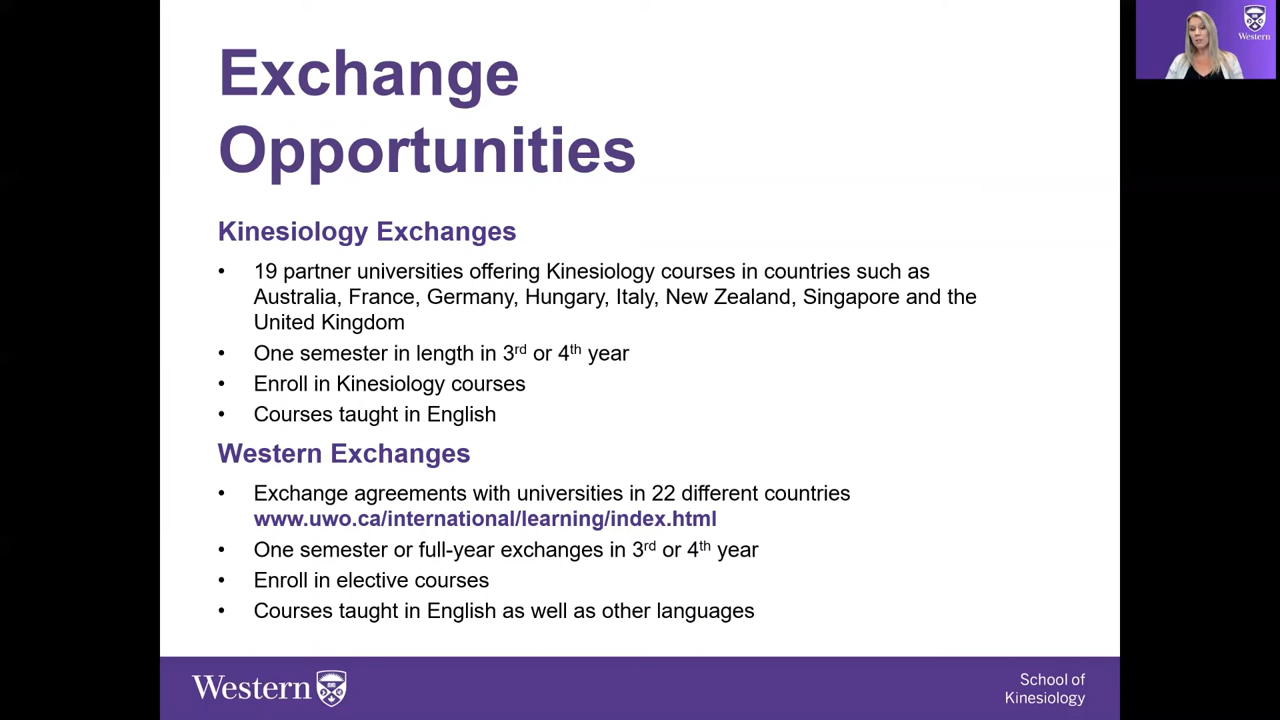 Exchange
Opportunities
Kinesiology Exchanges
• 19 partner universities offering Kinesiology courses in countries such as
Australia, France, Germany, Hungary, Italy, New Zealand, Singapore and the
United Kingdom
• One semester in length in 3rd or 4th year
• Enroll in Kinesiology courses
• Courses taught in English
Western Exchanges
• Exchange agreements with universities in 22 different countries
www.uwo.ca/international/learning/index.html
• One semester or full-year exchanges in 3rd or 4th year
• Enroll in elective courses
• Courses taught in English as well as other languages
Western
School of
Kinesiology
Western